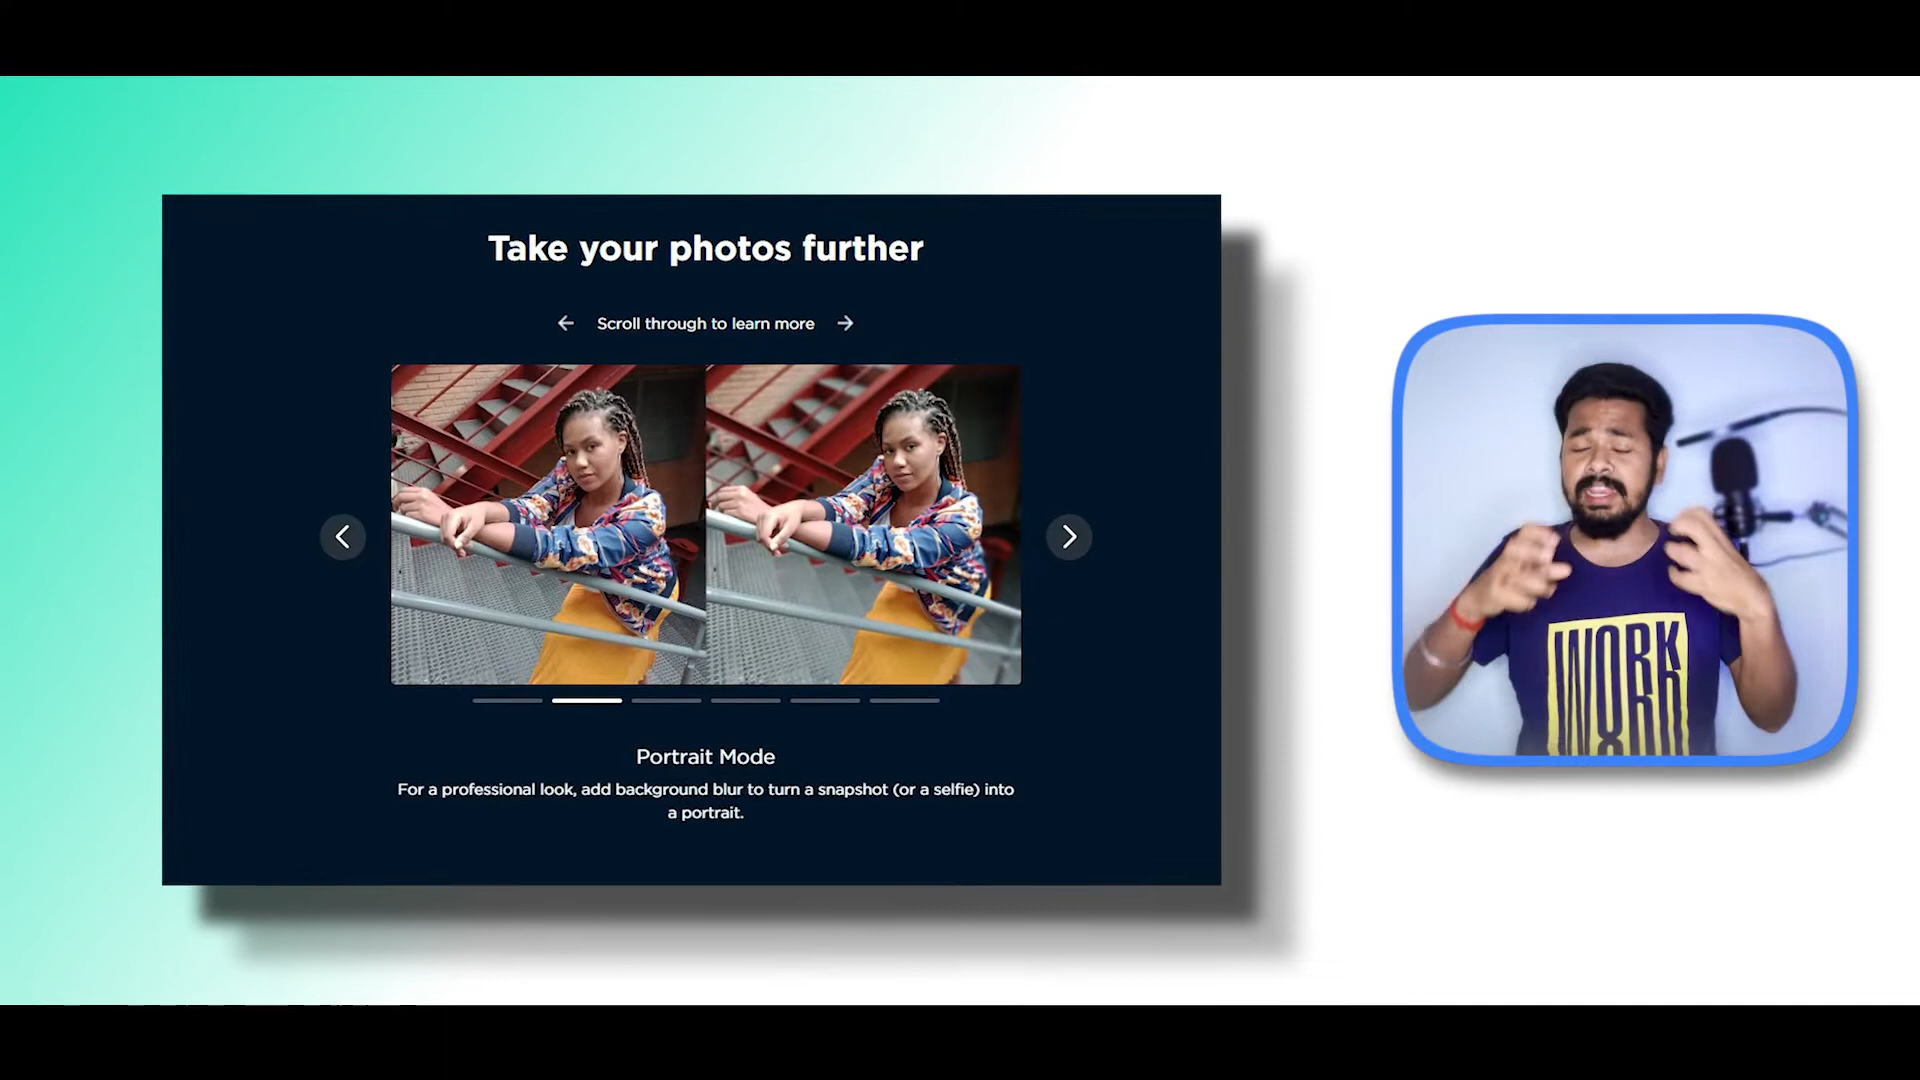 Take your photos further
Scroll through to learn more
Portrait Mode
For a professional look, add background blur to turn a snapshot (or a selfie) into
a portrait.
WORK